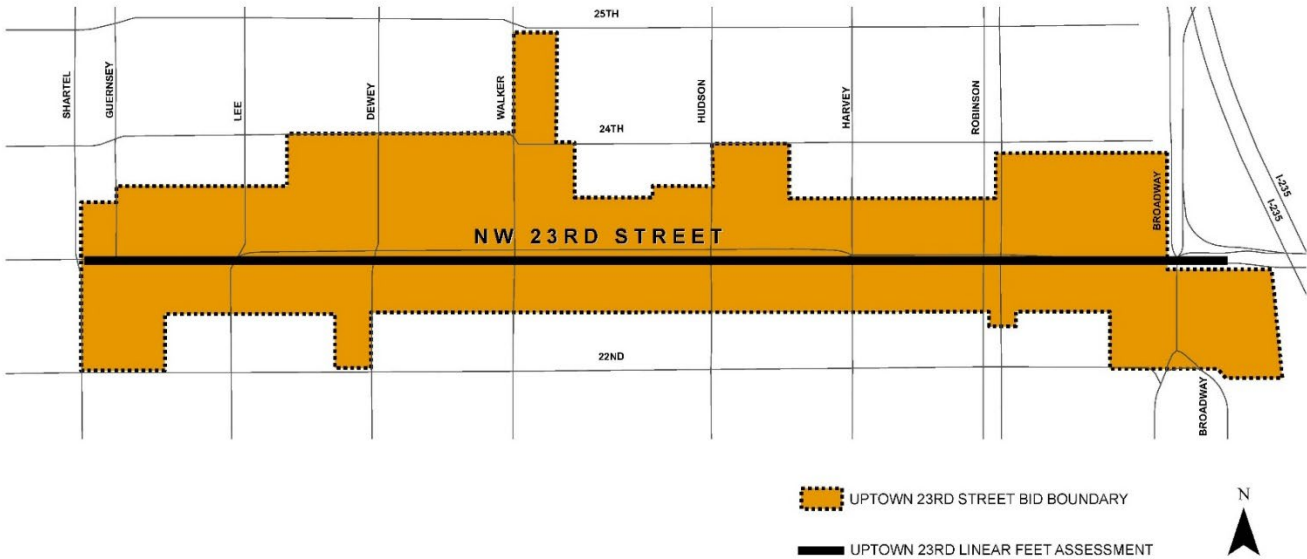 25TH
SHARTEL
GUERNSEY
LEE
DEWEY
WALKER
HUDSON
HARVEY
ROBINSON
24TH
I-235
I-235
BROADWAY
NW 23RD STREET
22ND
BROADWAY
UPTOWN 23RD STREET BID BOUNDARY
N
UPTOWN 23RD LINEAR FEET ASSESSMENT